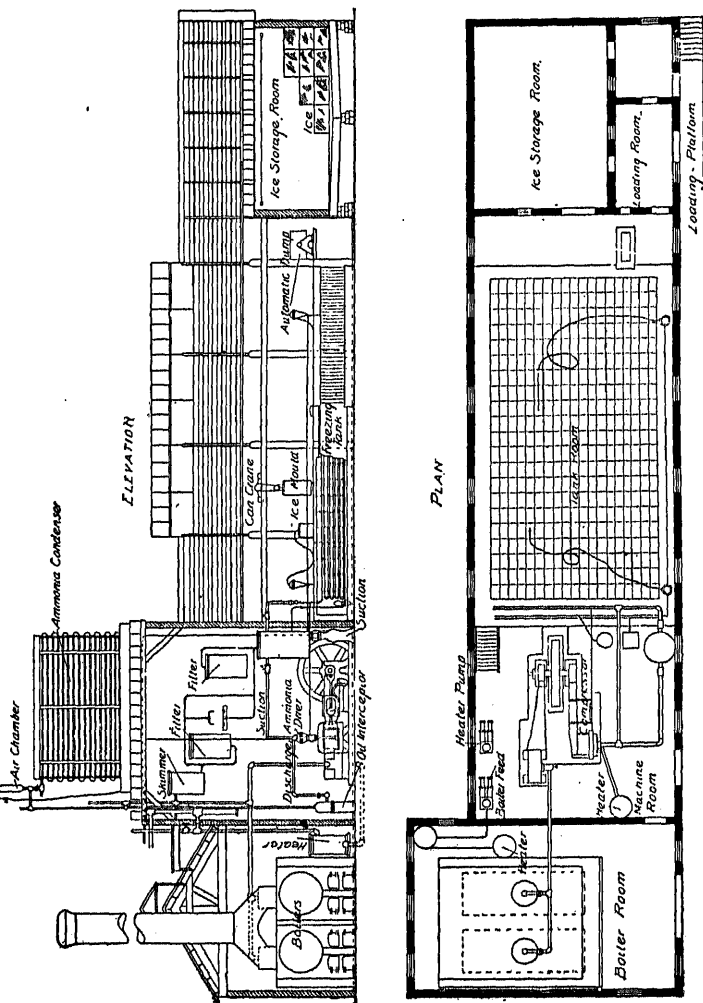 ELEVATION
Air Chamber
Ammonia Condenser
Skimmer
Filter
Filter
Suction
Discharge
Ammonia
Drier
Oil Interceptor
Suction
Heater
Boilers
Can Crane
Ice Mould
Freezing
Tank
Automatic Dump
Ice Storage Room
Ice
PLAN
Boiler Room
Heater
Boiler Feed
Heater Pump
Compressor
Heater
Machine
Room
Tank Room
Ice Storage Room.
Loading Room.
Loading-Platform